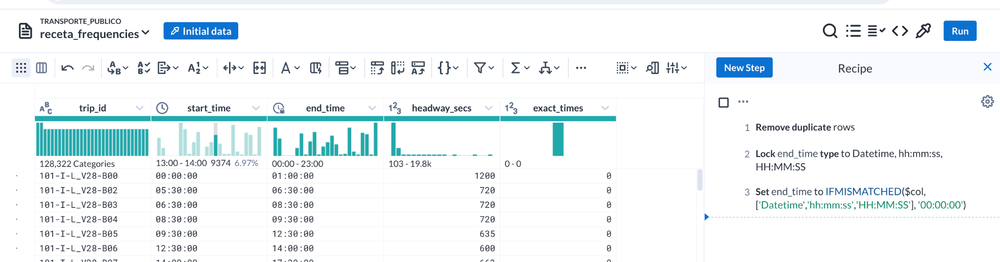 TRANSPORTE_PUBLICO
receta_frequencies
Initial data
Run
New Step
Recipe
trip_id start_time end_time headway_secs exact_times
128,322 Categories 13:00 - 14:00 9374 6.97% 00:00 - 23:00 103 - 19.8k 0 - 0
101-I-L_V28-B00 00:00:00 01:00:00 1200 0
101-I-L_V28-B02 05:30:00 06:30:00 720 0
101-I-L_V28-B03 06:30:00 08:30:00 720 0
101-I-L_V28-B04 08:30:00 09:30:00 720 0
101-I-L_V28-B05 09:30:00 12:30:00 635 0
101-I-L_V28-B06 12:30:00 14:00:00 600 0
1 Remove duplicate rows
2 Lock end_time type to Datetime, hh:mm:ss,
HH:MM:SS
3 Set end_time to IFMISMATCHED($col,
['Datetime','hh:mm:ss','HH:MM:SS'], '00:00:00')